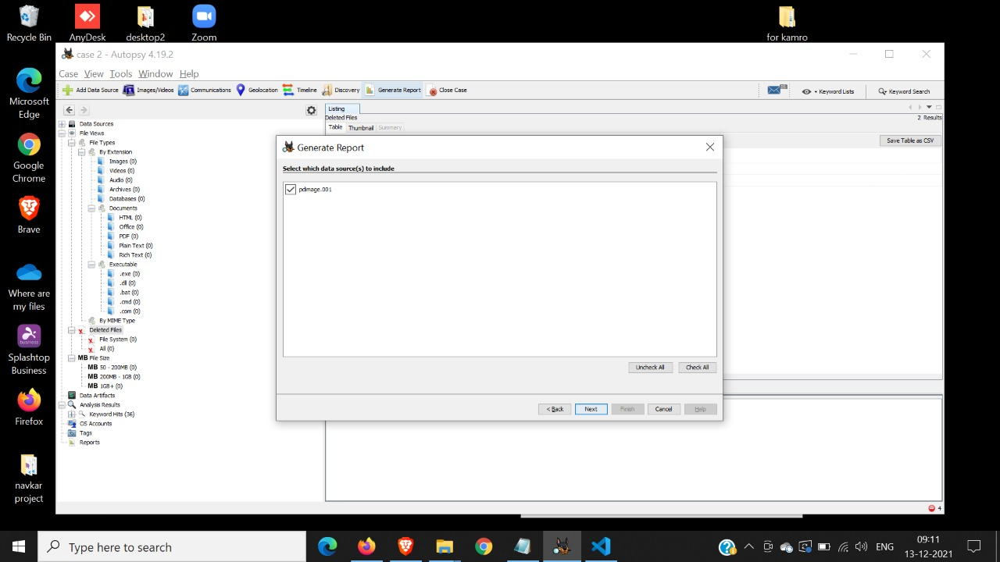 Recycle Bin
AnyDesk
desktop2
Zoom
for kamro
Microsoft
Edge
Google
Chrome
Brave
Where are
my files
Splashtop
Business
business
Firefox
navkar
project
case 2 - Autopsy 4.19.2
Case View Tools Window Help
Add Data Source Images/Videos Communications Geolocation Timeline Discovery Generate Report Close Case Keyword Lists Keyword Search
Data Sources
File Views
File Types
By Extension
Images (0)
Videos (0)
Audio (0)
Archives (0)
Databases (0)
Documents
HTML (0)
Office (0)
PDF (0)
Plain Text (0)
Rich Text (0)
Executable
.exe (0)
.dll (0)
.bat (0)
.cmd (0)
.com (0)
By MIME Type
Deleted Files
File System (0)
All (0)
MB File Size
MB 50 - 200MB (0)
MB 200MB - 1GB (0)
MB 1GB+ (0)
Data Artifacts
Analysis Results
Keyword Hits (36)
OS Accounts
Tags
Reports
Listing
Deleted Files 2 Results
Table Thumbnail Summary
Save Table as CSV
Generate Report
Select which data source(s) to include
pdimage.001
Uncheck All Check All
< Back Next Finish Cancel Help
4
Type here to search
ENG
09:11
13-12-2021